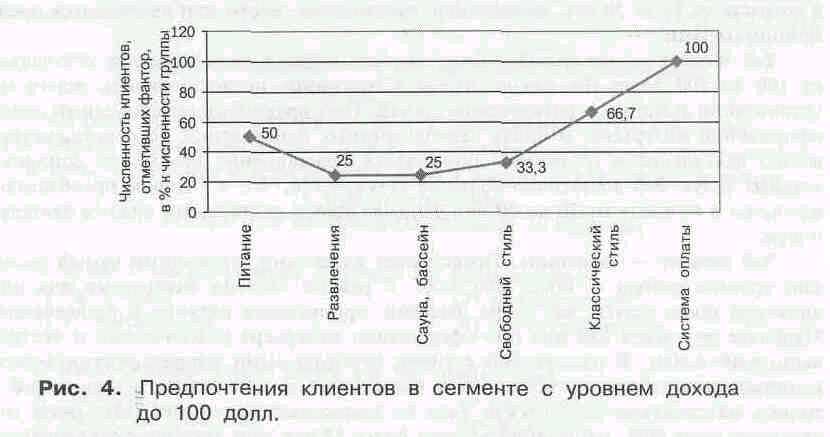 Численность клиентов,
отметивших фактор,
в % к численности группы
120
100
80
60
40
20
0
50
25
25
33,3
66,7
100
Питание
Развлечения
Сауна, бассейн
Свободный стиль
Классический
стиль
Система оплаты
Рис. 4. Предпочтения клиентов в сегменте с уровнем дохода
до 100 долл.